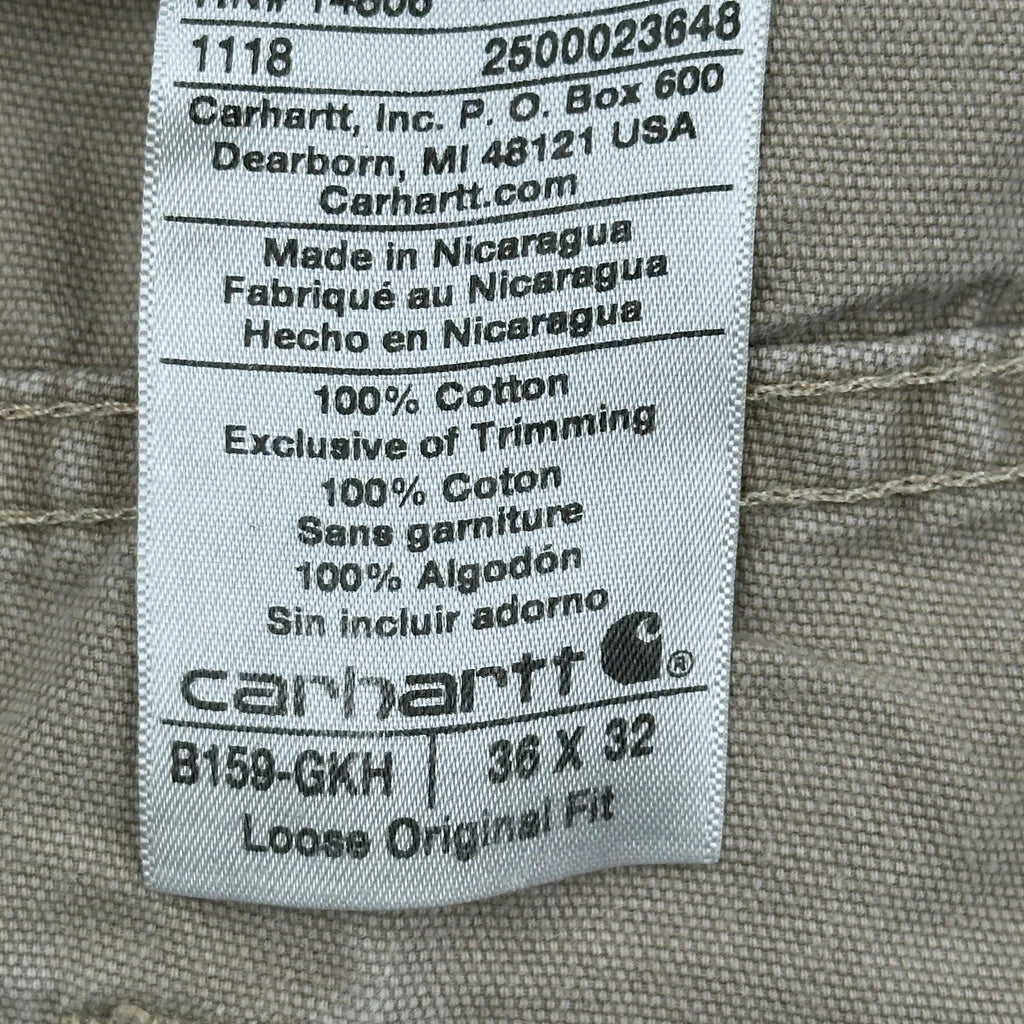 RN# 14806
1118 2500023648
Carhartt, Inc. P. O. Box 600
Dearborn, MI 48121 USA
Carhartt.com
Made in Nicaragua
Fabriqué au Nicaragua
Hecho en Nicaragua
100% Cotton
Exclusive of Trimming
100% Coton
Sans garniture
100% Algodón
Sin incluir adorno
carhartt ®
B159-GKH | 36 X 32
Loose Original Fit